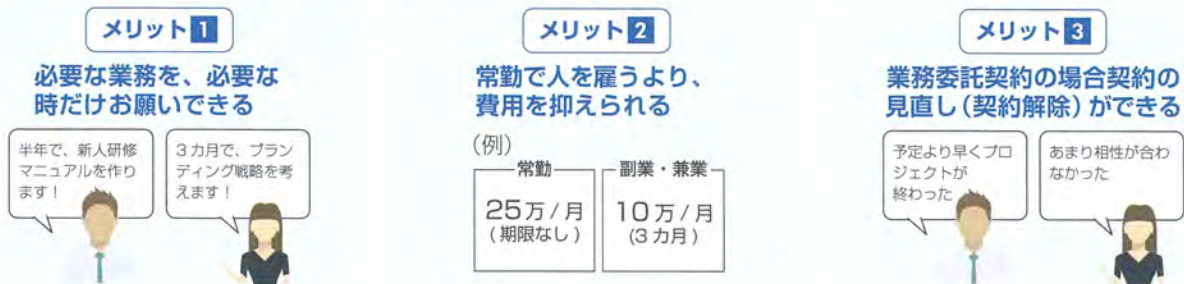 メリット1
必要な業務を、必要な
時だけお願いできる
半年で、新人研修
マニュアルを作り
ます！
3カ月で、ブラン
ディング戦略を考
えます！
メリット2
常勤で人を雇うより、
費用を抑えられる
(例)
常勤
25万/月
(期限なし)
副業・兼業
10万/月
(3カ月)
メリット3
業務委託契約の場合契約の
見直し(契約解除)ができる
予定より早くプロ
ジェクトが
終わった
あまり相性が合わ
なかった